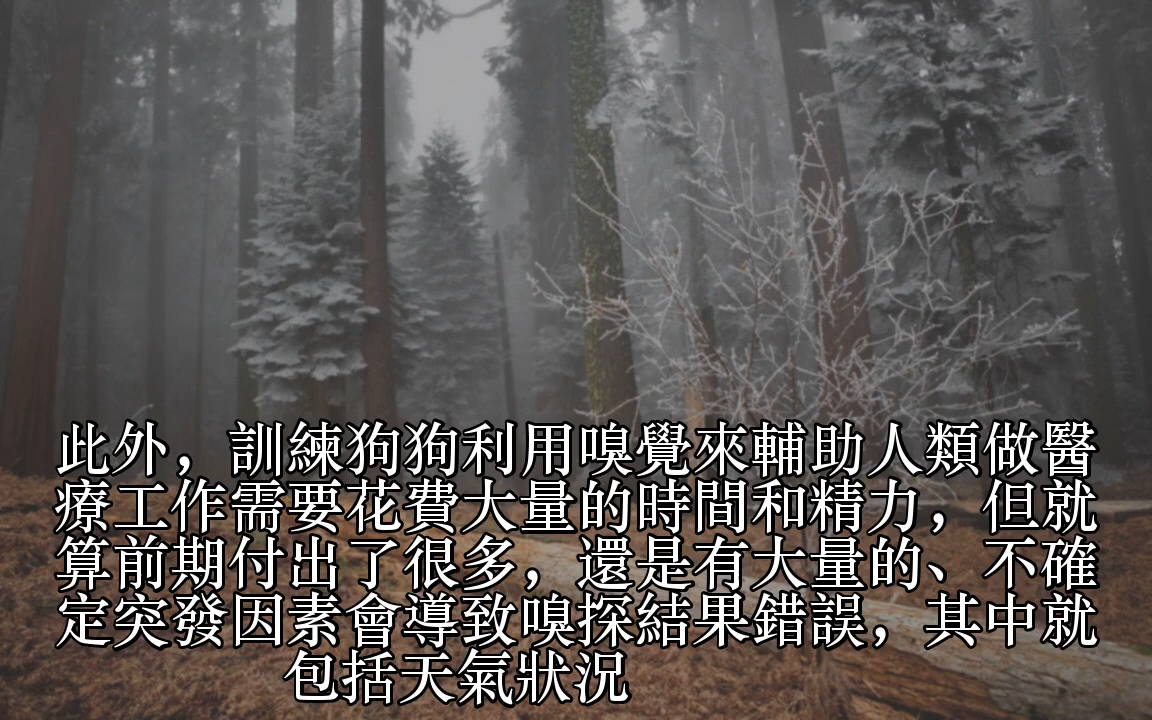 此外，訓練狗狗利用嗅覺來輔助人類做醫
療工作需要花費大量的時間和精力，但就
算前期付出了很多，還是有大量的、不確
定突發因素會導致嗅探結果錯誤，其中就
包括天氣狀況